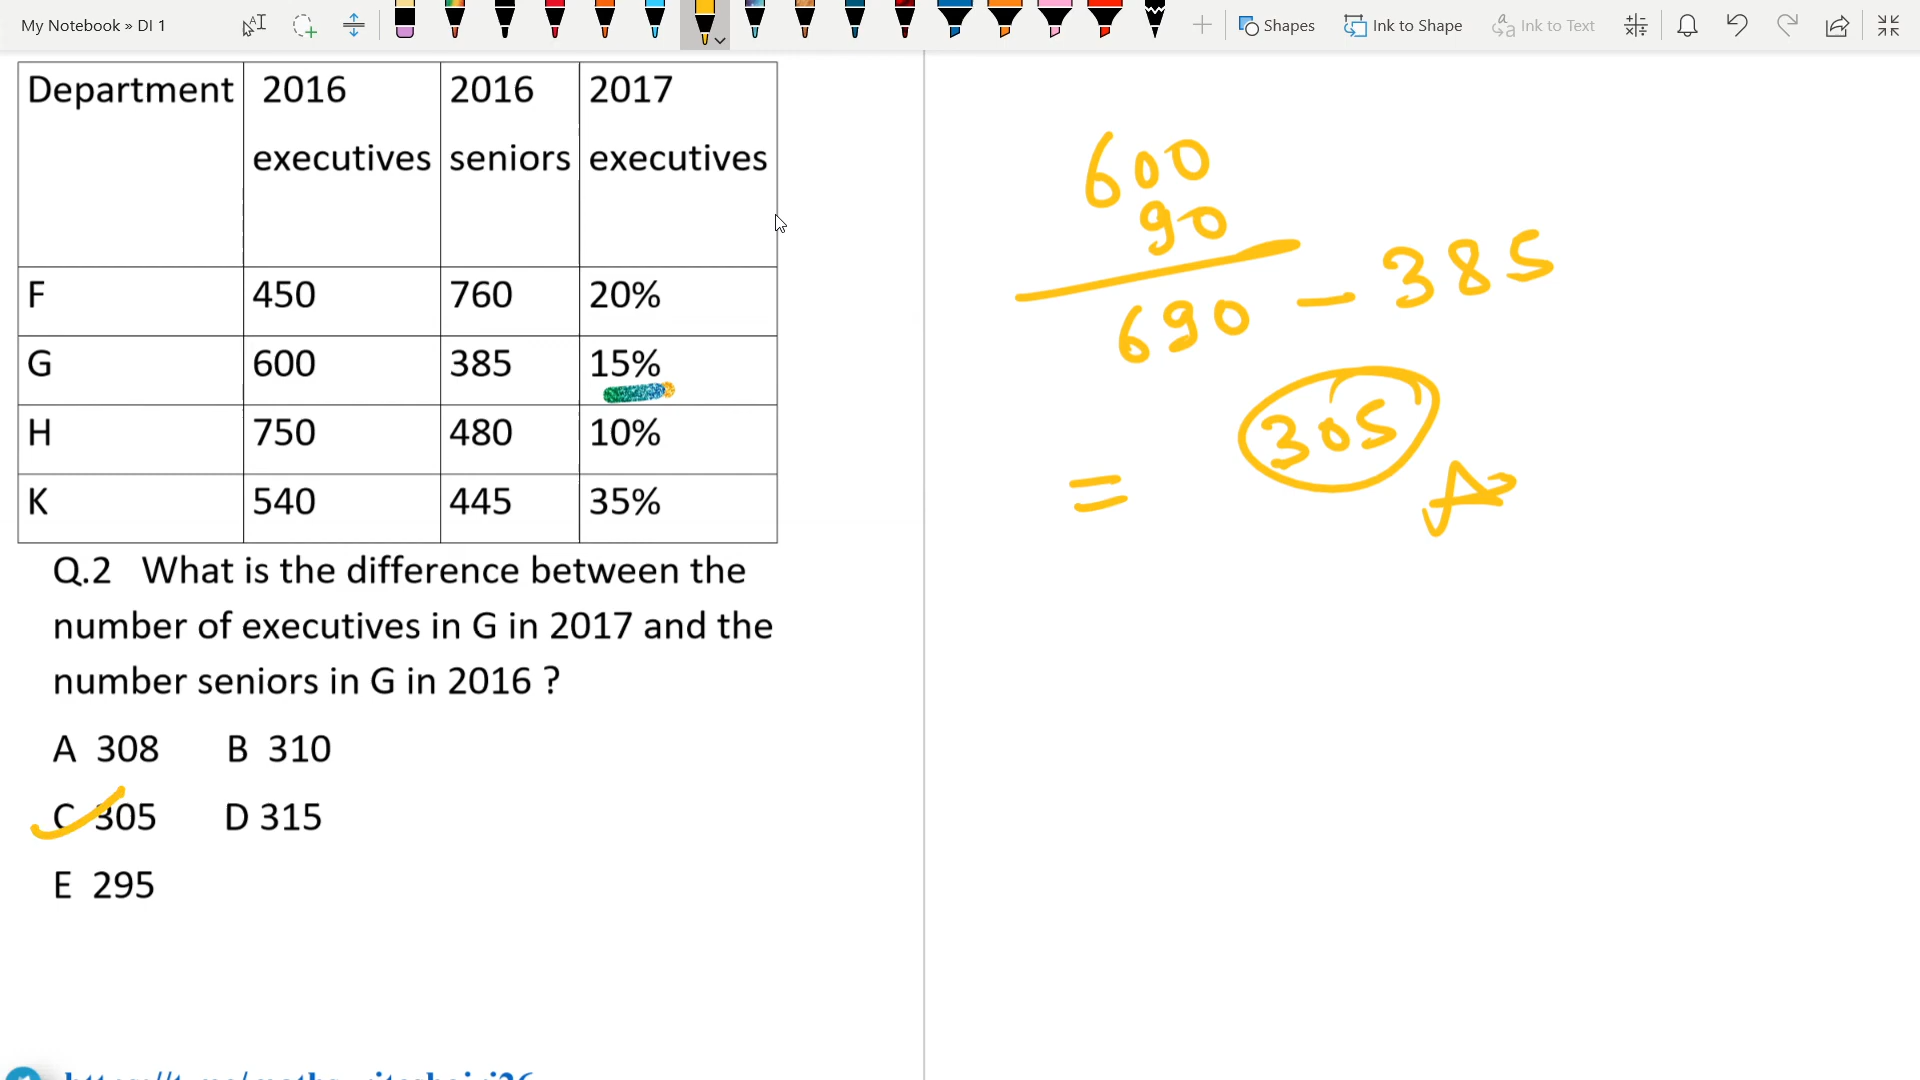 My Notebook » DI 1
Shapes
Ink to Shape
Ink to Text
Department 2016 executives 2016 seniors 2017 executives
F 450 760 20%
G 600 385 15%
H 750 480 10%
K 540 445 35%
Q.2 What is the difference between the
number of executives in G in 2017 and the
number seniors in G in 2016 ?
A 308 B 310
C 305 D 315
E 295
600
90
690 – 385
= 305